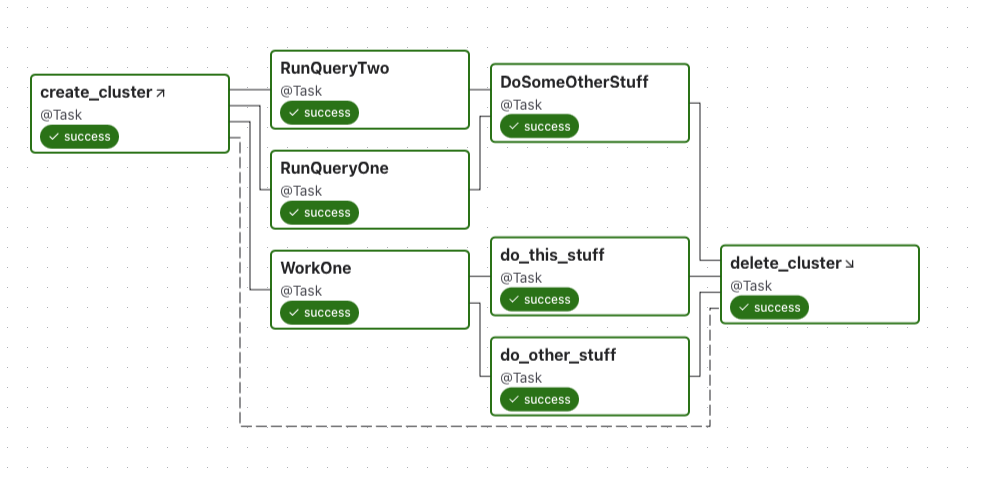 create_cluster
@Task
success
RunQueryTwo
@Task
success
RunQueryOne
@Task
success
WorkOne
@Task
success
DoSomeOtherStuff
@Task
success
do_this_stuff
@Task
success
do_other_stuff
@Task
success
delete_cluster
@Task
success